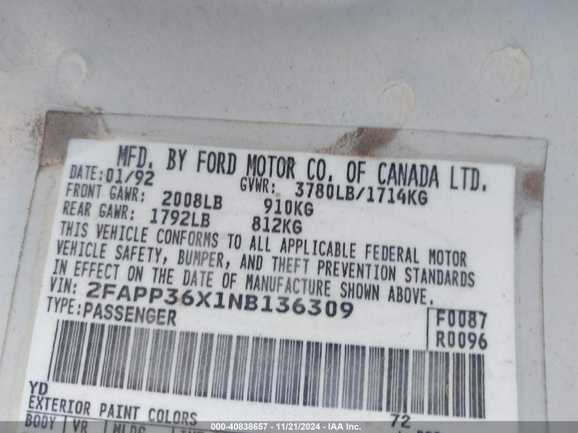 MFD. BY FORD MOTOR CO. OF CANADA LTD.
DATE:01/92 GVWR: 3780LB/1714KG
FRONT GAWR: 2008LB 910KG
REAR GAWR: 1792LB 812KG
THIS VEHICLE CONFORMS TO ALL APPLICABLE FEDERAL MOTOR
VEHICLE SAFETY, BUMPER, AND THEFT PREVENTION STANDARDS
IN EFFECT ON THE DATE OF MANUFACTURE SHOWN ABOVE.
VIN: 2FAPP36X1NB136309
TYPE:PASSENGER
F0087
R0096
YD
EXTERIOR PAINT COLORS 72
BODY VR MLDG
000-40838657 - 11/21/2024 - IAA.